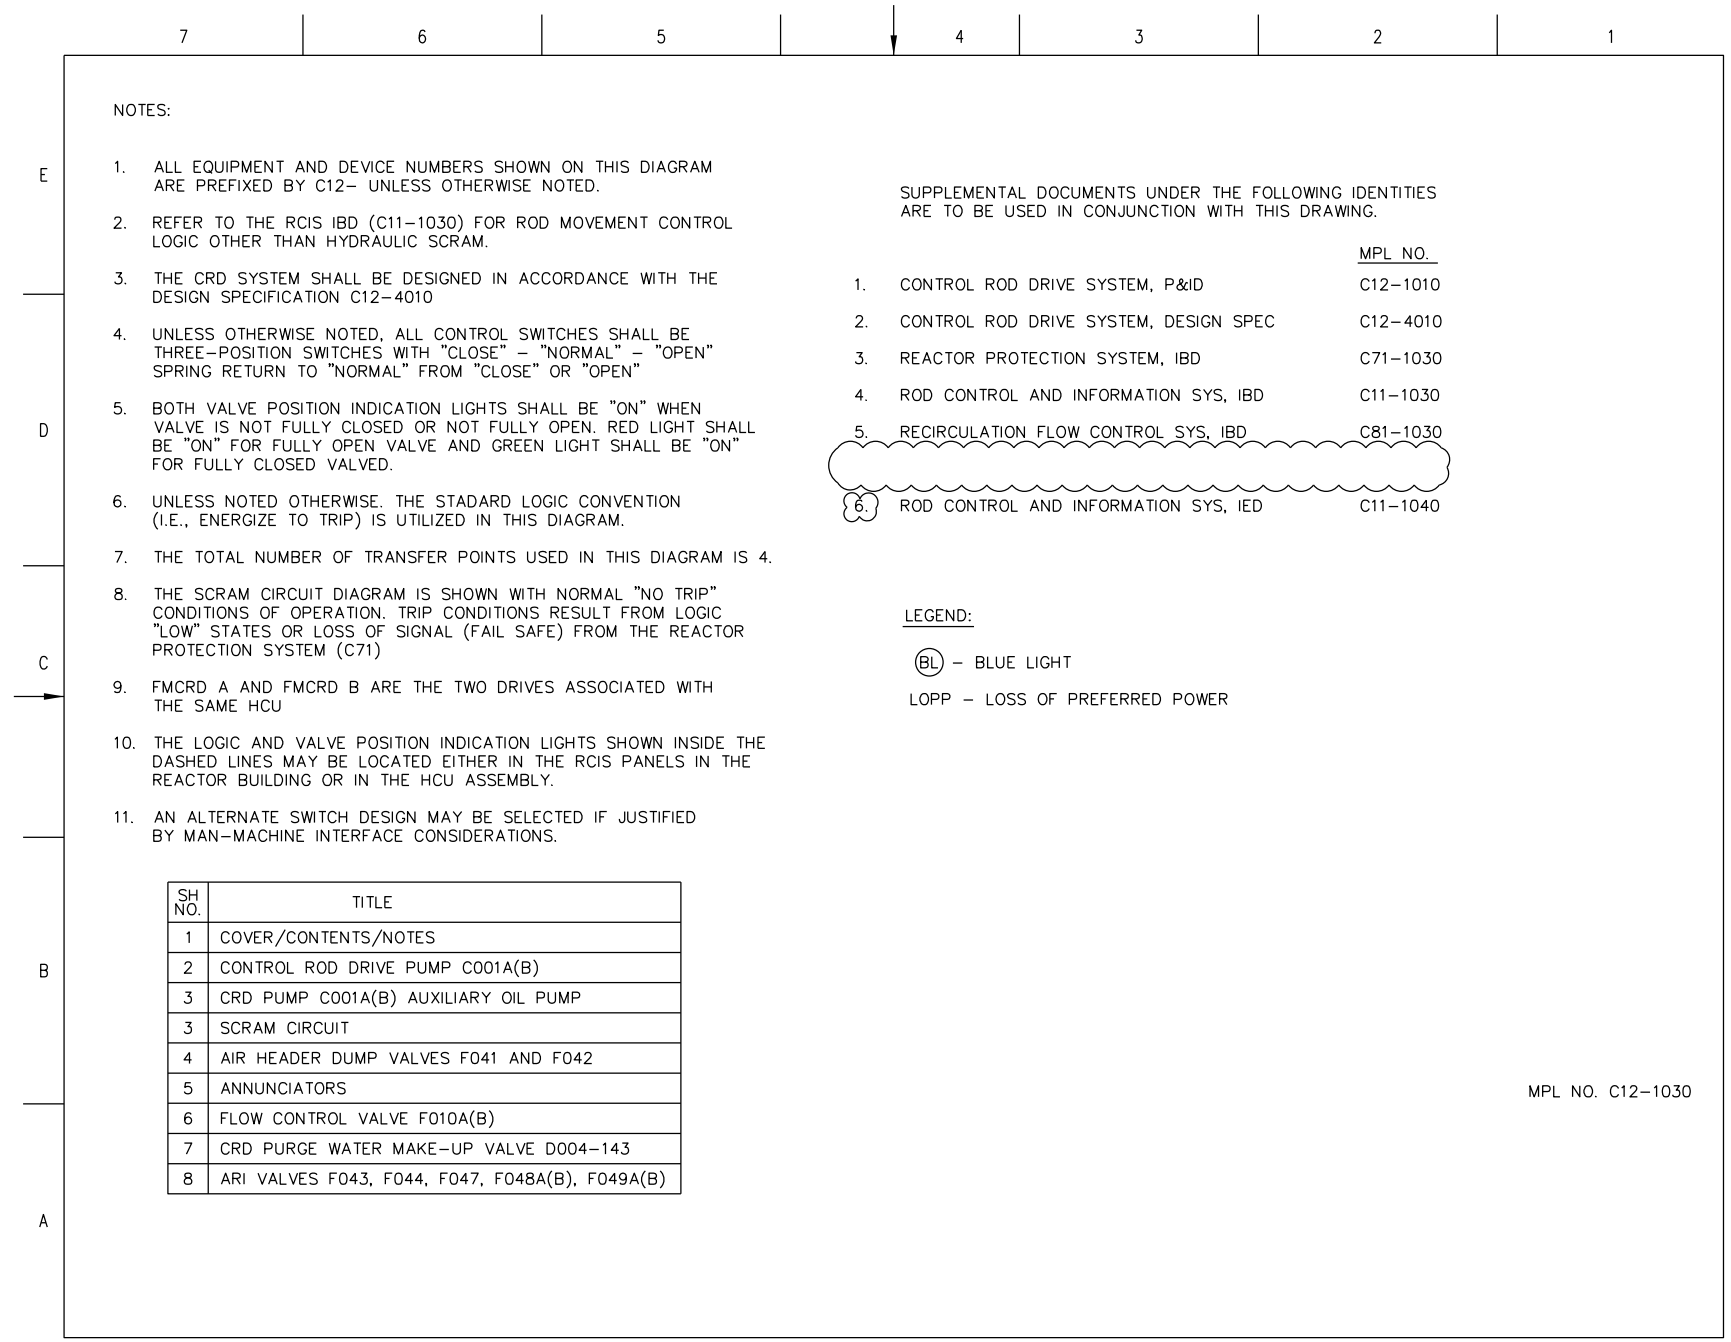 7 6 5 4 3 2 1
NOTES:
E
1. ALL EQUIPMENT AND DEVICE NUMBERS SHOWN ON THIS DIAGRAM
ARE PREFIXED BY C12- UNLESS OTHERWISE NOTED.
2. REFER TO THE RCIS IBD (C11-1030) FOR ROD MOVEMENT CONTROL
LOGIC OTHER THAN HYDRAULIC SCRAM.
3. THE CRD SYSTEM SHALL BE DESIGNED IN ACCORDANCE WITH THE
DESIGN SPECIFICATION C12-4010
4. UNLESS OTHERWISE NOTED, ALL CONTROL SWITCHES SHALL BE
THREE-POSITION SWITCHES WITH "CLOSE" - "NORMAL" - "OPEN"
SPRING RETURN TO "NORMAL" FROM "CLOSE" OR "OPEN"
D
5. BOTH VALVE POSITION INDICATION LIGHTS SHALL BE "ON" WHEN
VALVE IS NOT FULLY CLOSED OR NOT FULLY OPEN. RED LIGHT SHALL
BE "ON" FOR FULLY OPEN VALVE AND GREEN LIGHT SHALL BE "ON"
FOR FULLY CLOSED VALVED.
6. UNLESS NOTED OTHERWISE. THE STADARD LOGIC CONVENTION
(I.E., ENERGIZE TO TRIP) IS UTILIZED IN THIS DIAGRAM.
7. THE TOTAL NUMBER OF TRANSFER POINTS USED IN THIS DIAGRAM IS 4.
8. THE SCRAM CIRCUIT DIAGRAM IS SHOWN WITH NORMAL "NO TRIP"
CONDITIONS OF OPERATION. TRIP CONDITIONS RESULT FROM LOGIC
"LOW" STATES OR LOSS OF SIGNAL (FAIL SAFE) FROM THE REACTOR
PROTECTION SYSTEM (C71)
C
9. FMCRD A AND FMCRD B ARE THE TWO DRIVES ASSOCIATED WITH
THE SAME HCU
10. THE LOGIC AND VALVE POSITION INDICATION LIGHTS SHOWN INSIDE THE
DASHED LINES MAY BE LOCATED EITHER IN THE RCIS PANELS IN THE
REACTOR BUILDING OR IN THE HCU ASSEMBLY.
11. AN ALTERNATE SWITCH DESIGN MAY BE SELECTED IF JUSTIFIED
BY MAN-MACHINE INTERFACE CONSIDERATIONS.
SH NO. TITLE
1 COVER/CONTENTS/NOTES
2 CONTROL ROD DRIVE PUMP C001A(B)
B
3 CRD PUMP C001A(B) AUXILIARY OIL PUMP
3 SCRAM CIRCUIT
4 AIR HEADER DUMP VALVES F041 AND F042
5 ANNUNCIATORS
6 FLOW CONTROL VALVE F010A(B)
7 CRD PURGE WATER MAKE-UP VALVE D004-143
8 ARI VALVES F043, F044, F047, F048A(B), F049A(B)
A
SUPPLEMENTAL DOCUMENTS UNDER THE FOLLOWING IDENTITIES
ARE TO BE USED IN CONJUNCTION WITH THIS DRAWING.
MPL NO.
1. CONTROL ROD DRIVE SYSTEM, P&ID C12-1010
2. CONTROL ROD DRIVE SYSTEM, DESIGN SPEC C12-4010
3. REACTOR PROTECTION SYSTEM, IBD C71-1030
4. ROD CONTROL AND INFORMATION SYS, IBD C11-1030
5. RECIRCULATION FLOW CONTROL SYS, IBD C81-1030
6. ROD CONTROL AND INFORMATION SYS, IED C11-1040
LEGEND:
BL - BLUE LIGHT
LOPP - LOSS OF PREFERRED POWER
MPL NO. C12-1030